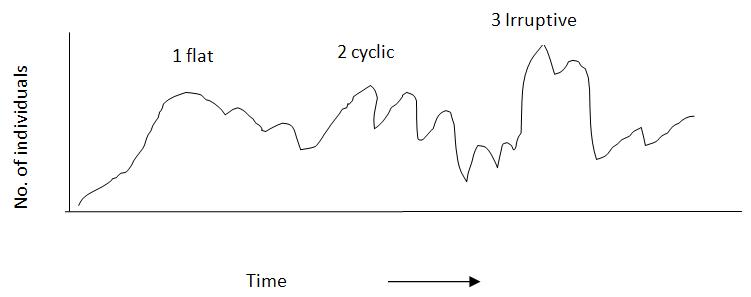 3 Irruptive
2 cyclic
1 flat
No. of individuals
Time